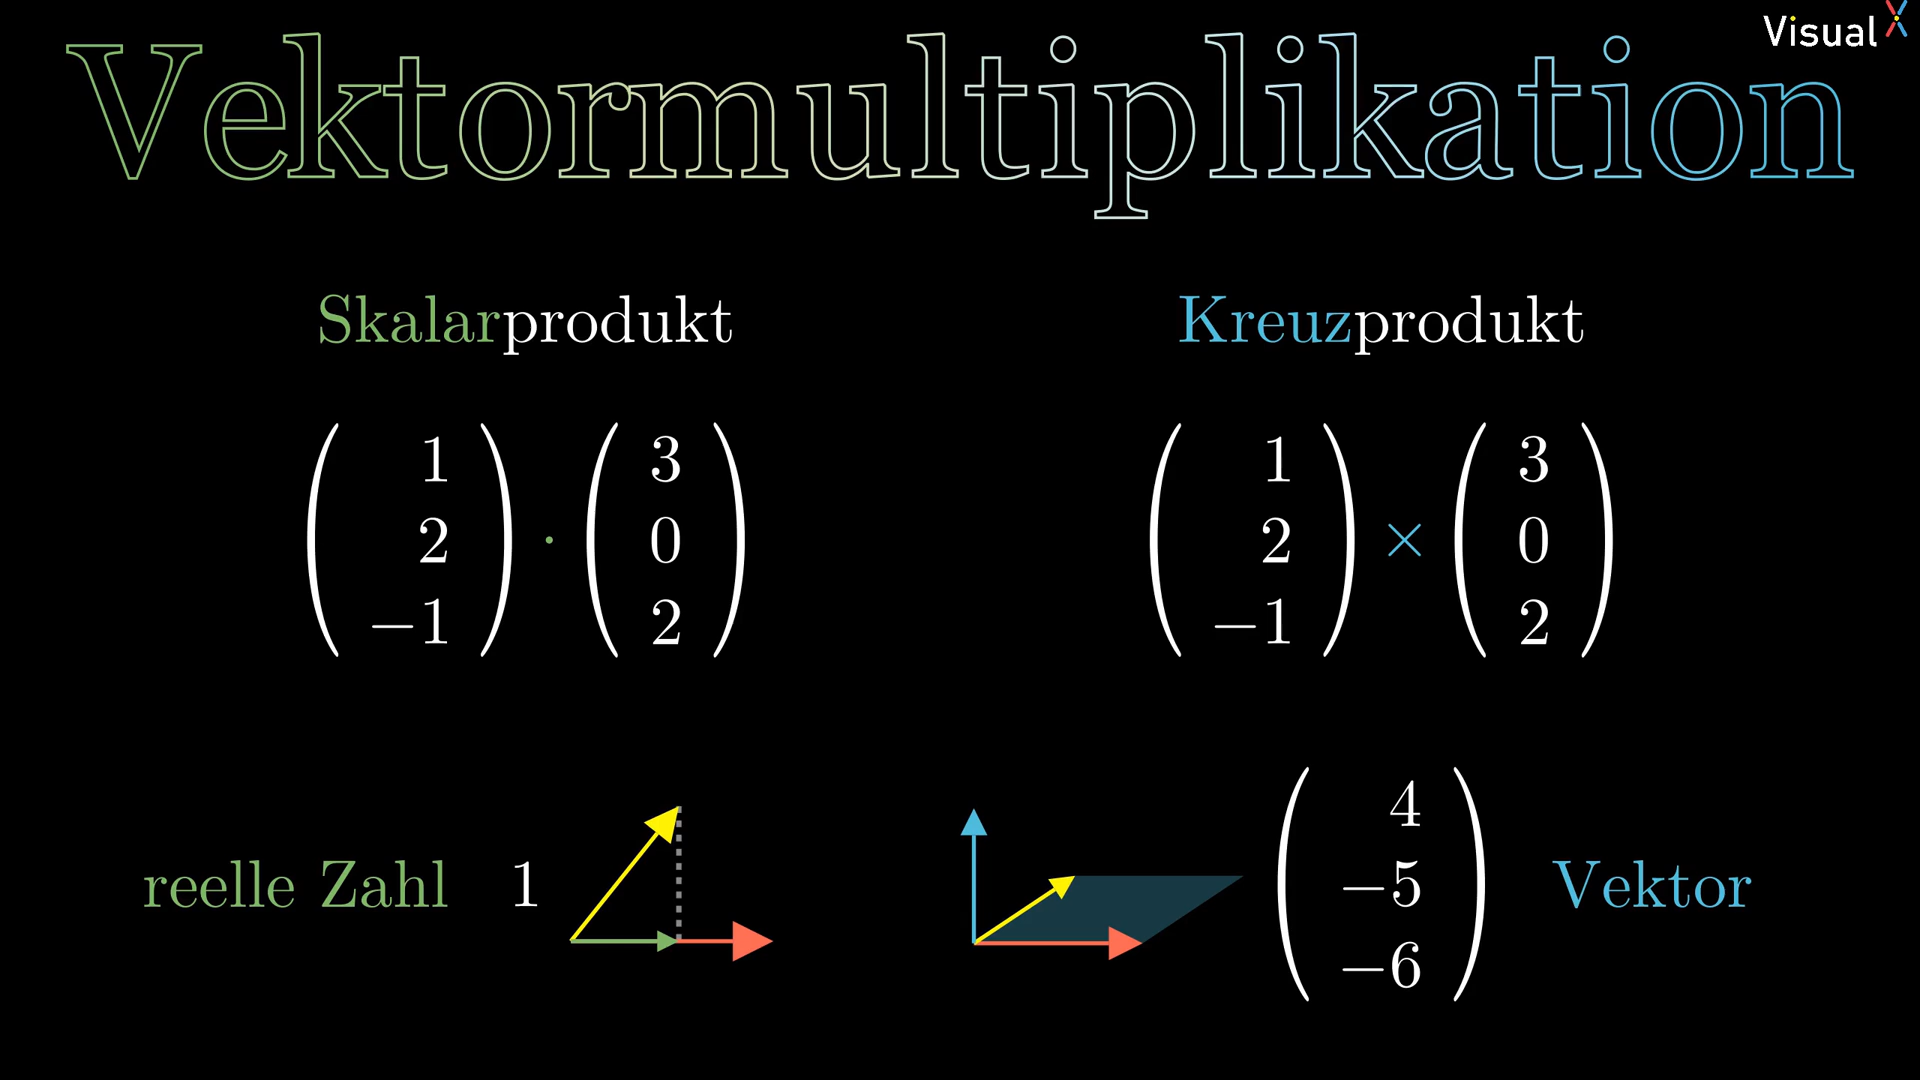 VisualX
Vektormultiplikation
Skalarprodukt
Kreuzprodukt
( 1 2 −1 ) · ( 3 0 2 )
( 1 2 −1 ) × ( 3 0 2 )
reelle Zahl 1
( 4 −5 −6 ) Vektor